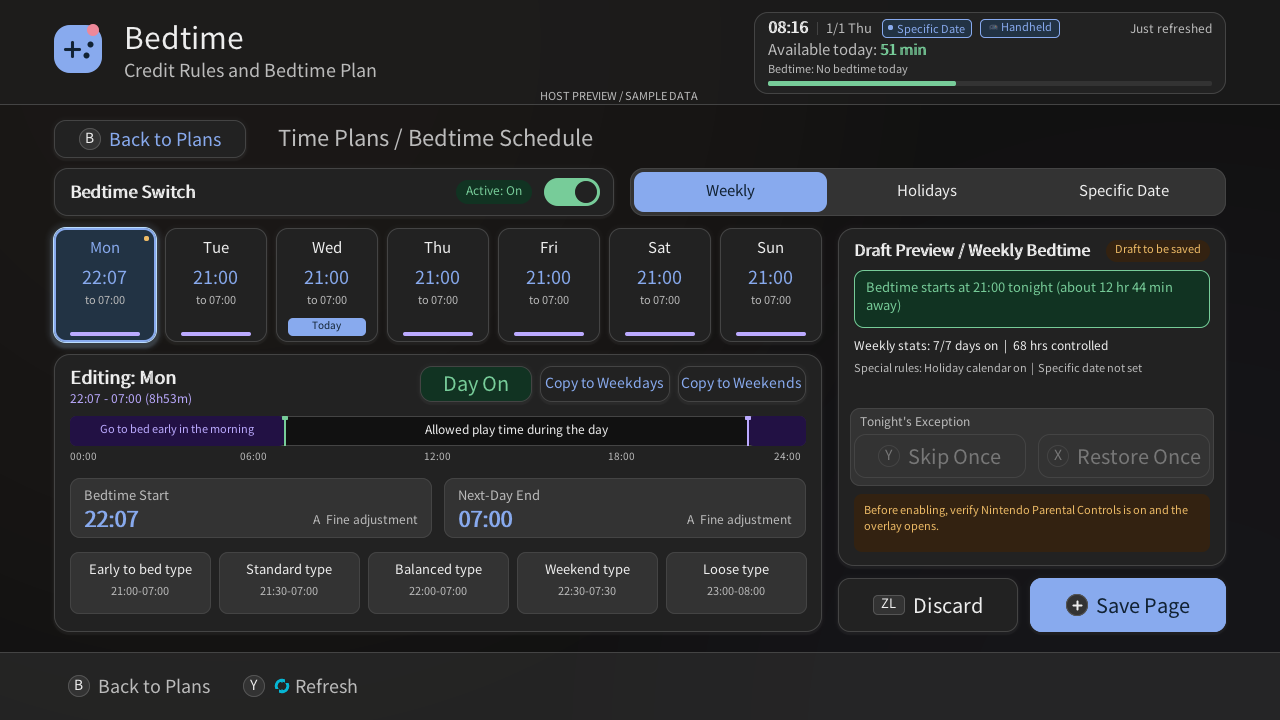 Bedtime
Credit Rules and Bedtime Plan
08:16 | 1/1 Thu Specific Date Handheld Just refreshed
Available today: 51 min
Bedtime: No bedtime today
HOST PREVIEW / SAMPLE DATA
B Back to Plans
Time Plans / Bedtime Schedule
Bedtime Switch Active: On
Weekly Holidays Specific Date
Mon Tue Wed Thu Fri Sat Sun
22:07 21:00 21:00 21:00 21:00 21:00 21:00
to 07:00 to 07:00 to 07:00 to 07:00 to 07:00 to 07:00 to 07:00
Today
Draft Preview / Weekly Bedtime Draft to be saved
Bedtime starts at 21:00 tonight (about 12 hr 44 min
away)
Weekly stats: 7/7 days on | 68 hrs controlled
Special rules: Holiday calendar on | Specific date not set
Tonight's Exception
Y Skip Once X Restore Once
Before enabling, verify Nintendo Parental Controls is on and the
overlay opens.
Editing: Mon
22:07 - 07:00 (8h53m)
Day On Copy to Weekdays Copy to Weekends
Go to bed early in the morning Allowed play time during the day
00:00 06:00 12:00 18:00 24:00
Bedtime Start
22:07 A Fine adjustment
Next-Day End
07:00 A Fine adjustment
Early to bed type Standard type Balanced type Weekend type Loose type
21:00-07:00 21:30-07:00 22:00-07:00 22:30-07:30 23:00-08:00
ZL Discard + Save Page
B Back to Plans Y Refresh